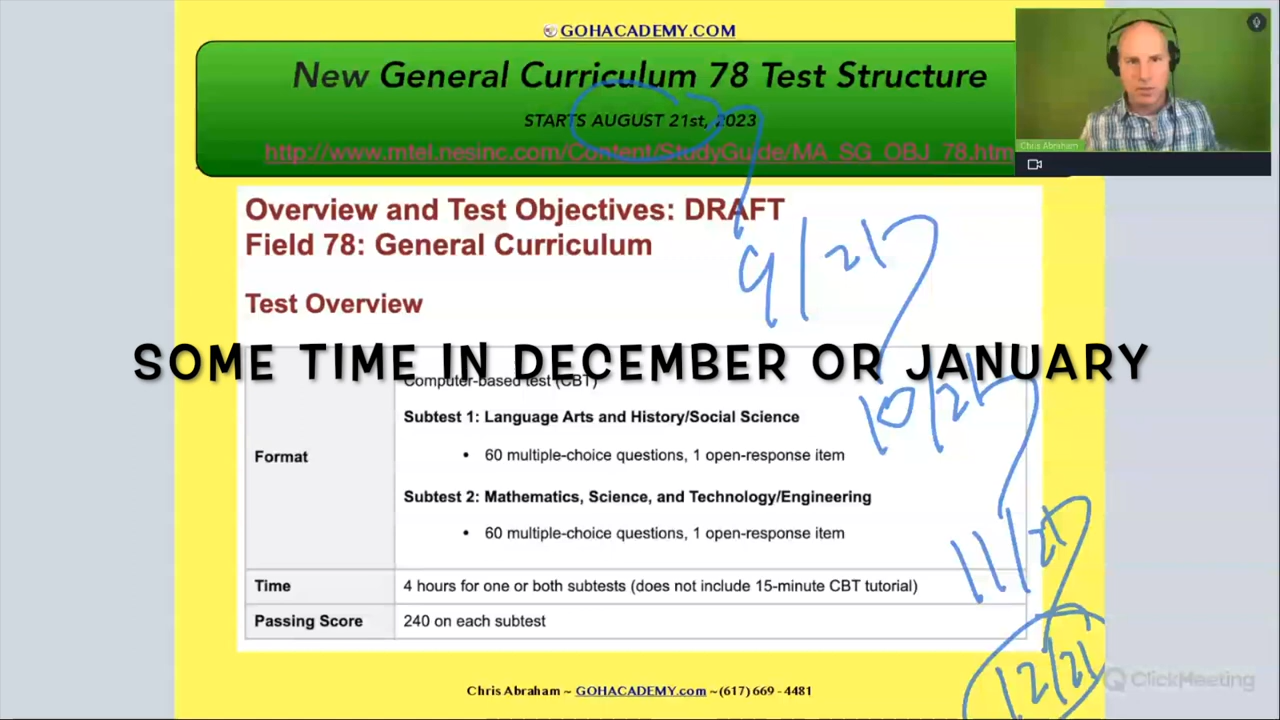 GOHACADEMY.COM
New General Curriculum 78 Test Structure
STARTS AUGUST 21st, 2023
http://www.mtel.nesinc.com/Content/StudyGuide/MA_SG_OBJ_78.htm
Chris Abraham
Overview and Test Objectives: DRAFT
Field 78: General Curriculum
9/21
Test Overview
SOME TIME IN DECEMBER OR JANUARY
Computer-based test (CBT)
10/21
Subtest 1: Language Arts and History/Social Science
Format
• 60 multiple-choice questions, 1 open-response item
Subtest 2: Mathematics, Science, and Technology/Engineering
• 60 multiple-choice questions, 1 open-response item
11/21
Time 4 hours for one or both subtests (does not include 15-minute CBT tutorial)
Passing Score 240 on each subtest
12/21
ClickMeeting
Chris Abraham ~ GOHACADEMY.com ~(617) 669 - 4481